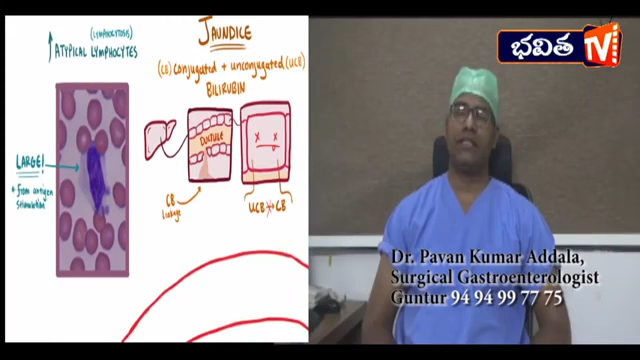 (LYMPHOCYTOSIS)
↑ ATYPICAL LYMPHOCYTES
LARGE!
* from antigen
stimulation
JAUNDICE
(CB) CONJUGATED + UNCONJUGATED (UCB)
BILIRUBIN
DUCTULE
CB
leakage
UCB → CB
భవిత
TV
Dr. Pavan Kumar Addala,
Surgical Gastroenterologist
Guntur 94 94 99 77 75